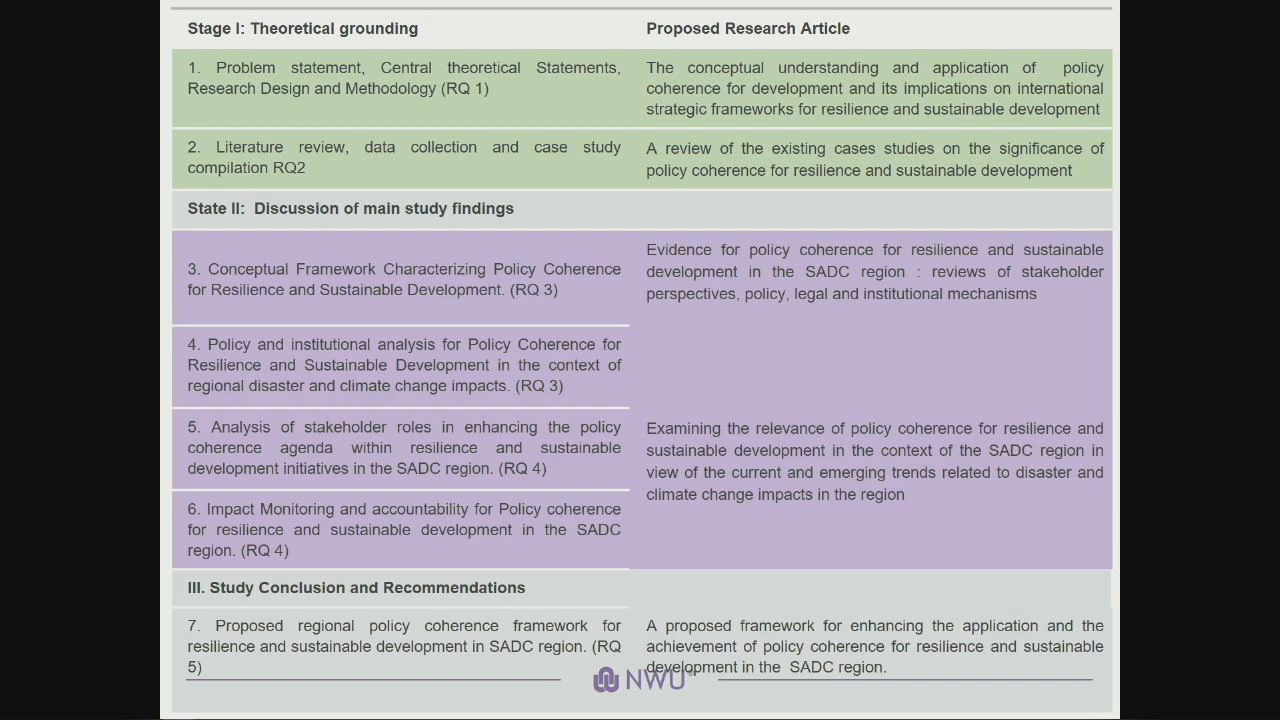 Stage I: Theoretical grounding
Proposed Research Article
1. Problem statement, Central theoretical Statements,
Research Design and Methodology (RQ 1)
The conceptual understanding and application of policy
coherence for development and its implications on international
strategic frameworks for resilience and sustainable development
2. Literature review, data collection and case study
compilation RQ2
A review of the existing cases studies on the significance of
policy coherence for resilience and sustainable development
State II: Discussion of main study findings
3. Conceptual Framework Characterizing Policy Coherence
for Resilience and Sustainable Development. (RQ 3)
Evidence for policy coherence for resilience and sustainable
development in the SADC region : reviews of stakeholder
perspectives, policy, legal and institutional mechanisms
4. Policy and institutional analysis for Policy Coherence for
Resilience and Sustainable Development in the context of
regional disaster and climate change impacts. (RQ 3)
5. Analysis of stakeholder roles in enhancing the policy
coherence agenda within resilience and sustainable
development initiatives in the SADC region. (RQ 4)
Examining the relevance of policy coherence for resilience and
sustainable development in the context of the SADC region in
view of the current and emerging trends related to disaster and
climate change impacts in the region
6. Impact Monitoring and accountability for Policy coherence
for resilience and sustainable development in the SADC
region. (RQ 4)
III. Study Conclusion and Recommendations
7. Proposed regional policy coherence framework for
resilience and sustainable development in SADC region. (RQ
5)
A proposed framework for enhancing the application and the
achievement of policy coherence for resilience and sustainable
development in the SADC region.
NWU®